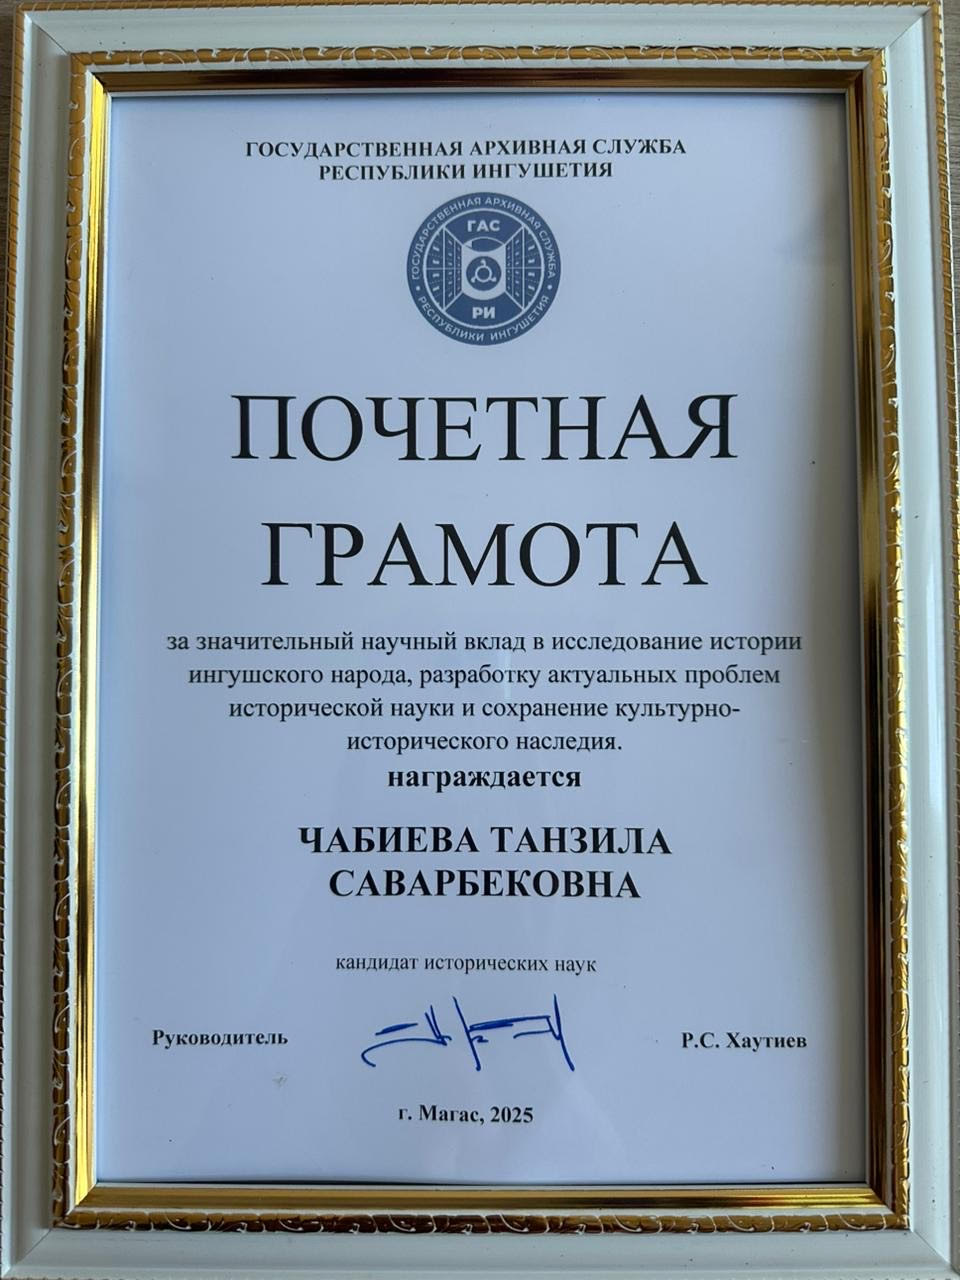 ГОСУДАРСТВЕННАЯ АРХИВНАЯ СЛУЖБА
РЕСПУБЛИКИ ИНГУШЕТИЯ
ГОСУДАРСТВЕННАЯ АРХИВНАЯ СЛУЖБА
ГАС
РИ
РЕСПУБЛИКИ ИНГУШЕТИЯ
ПОЧЕТНАЯ
ГРАМОТА
за значительный научный вклад в исследование истории
ингушского народа, разработку актуальных проблем
исторической науки и сохранение культурно-
исторического наследия.
награждается
ЧАБИЕВА ТАНЗИЛА
САВАРБЕКОВНА
кандидат исторических наук
Руководитель Р.С. Хаутиев
г. Магас, 2025